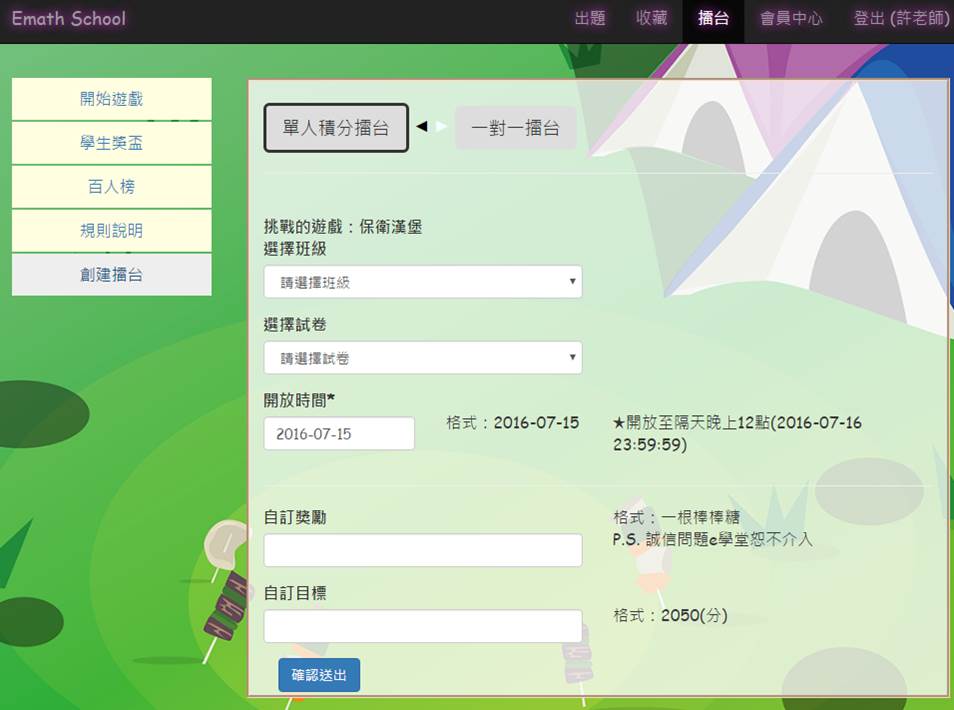 Emath School
出題 收藏 擂台 會員中心 登出 (許老師)
開始遊戲
學生獎盃
百人榜
規則說明
創建擂台
單人積分擂台 ◀ ▶ 一對一擂台
挑戰的遊戲：保衛漢堡
選擇班級
請選擇班級
選擇試卷
請選擇試卷
開放時間*
2016-07-15
格式：2016-07-15
★開放至隔天晚上12點(2016-07-16
23:59:59)
自訂獎勵
格式：一根棒棒糖
P.S. 誠信問題e學堂恕不介入
自訂目標
格式：2050(分)
確認送出